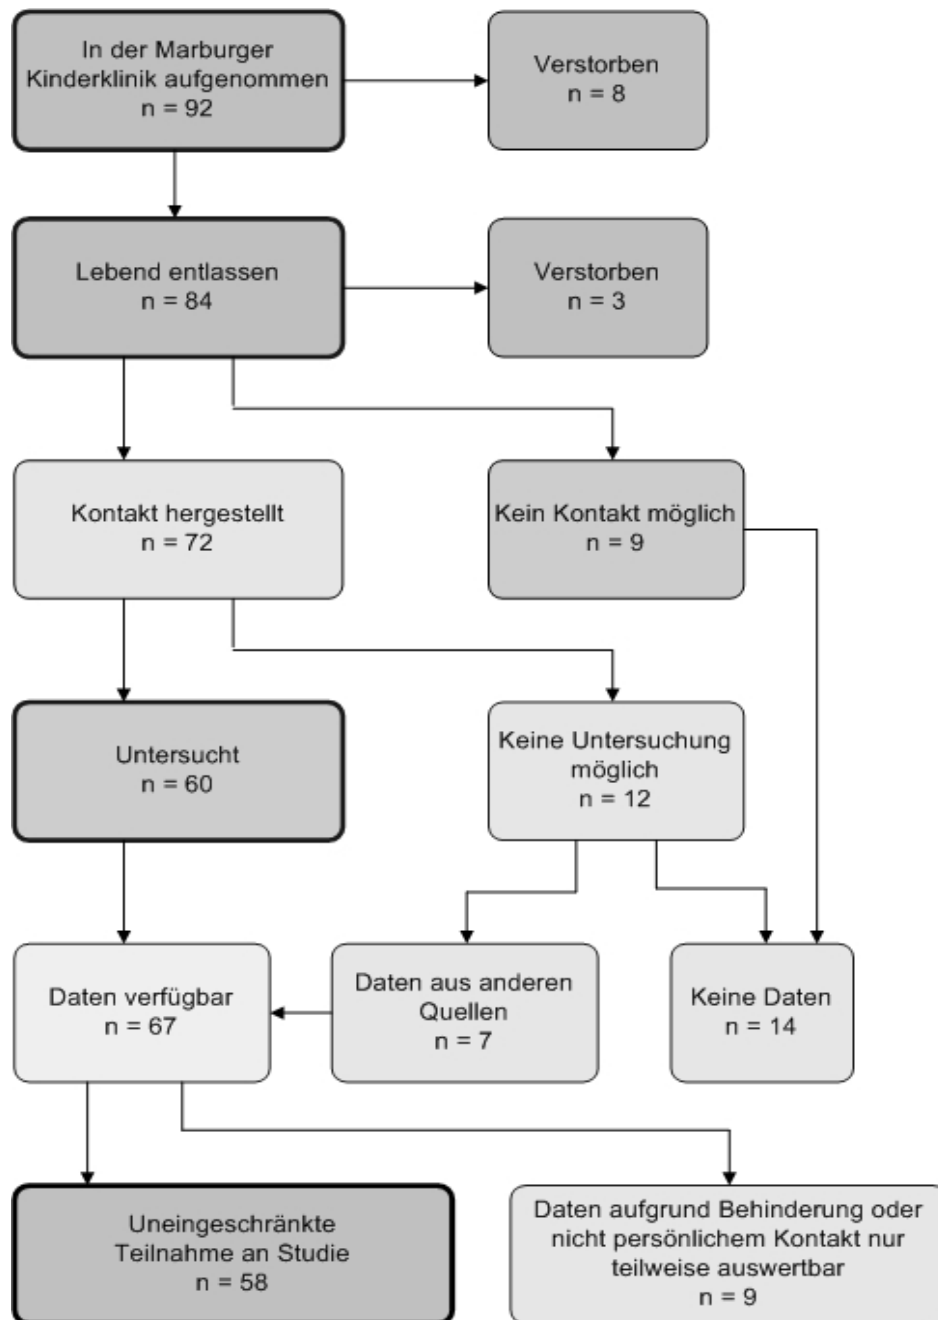 In der Marburger
Kinderklinik aufgenommen
n = 92
Verstorben
n = 8
Lebend entlassen
n = 84
Verstorben
n = 3
Kontakt hergestellt
n = 72
Kein Kontakt möglich
n = 9
Untersucht
n = 60
Keine Untersuchung
möglich
n = 12
Daten verfügbar
n = 67
Daten aus anderen
Quellen
n = 7
Keine Daten
n = 14
Uneingeschränkte
Teilnahme an Studie
n = 58
Daten aufgrund Behinderung oder
nicht persönlichem Kontakt nur
teilweise auswertbar
n = 9